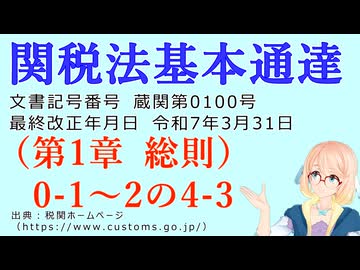 関税法基本通達
文書記号番号 蔵関第0100号
最終改正年月日 令和7年3月31日
(第1章 総則)
0-1～2の4-3
出典：税関ホームページ
（https://www.customs.go.jp/）